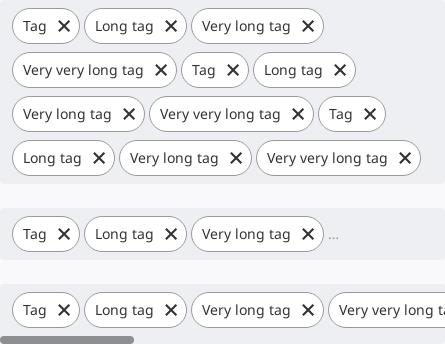 Tag Long tag Very long tag
Very very long tag Tag Long tag
Very long tag Very very long tag Tag
Long tag Very long tag Very very long tag
Tag Long tag Very long tag ...
Tag Long tag Very long tag Very very long ta